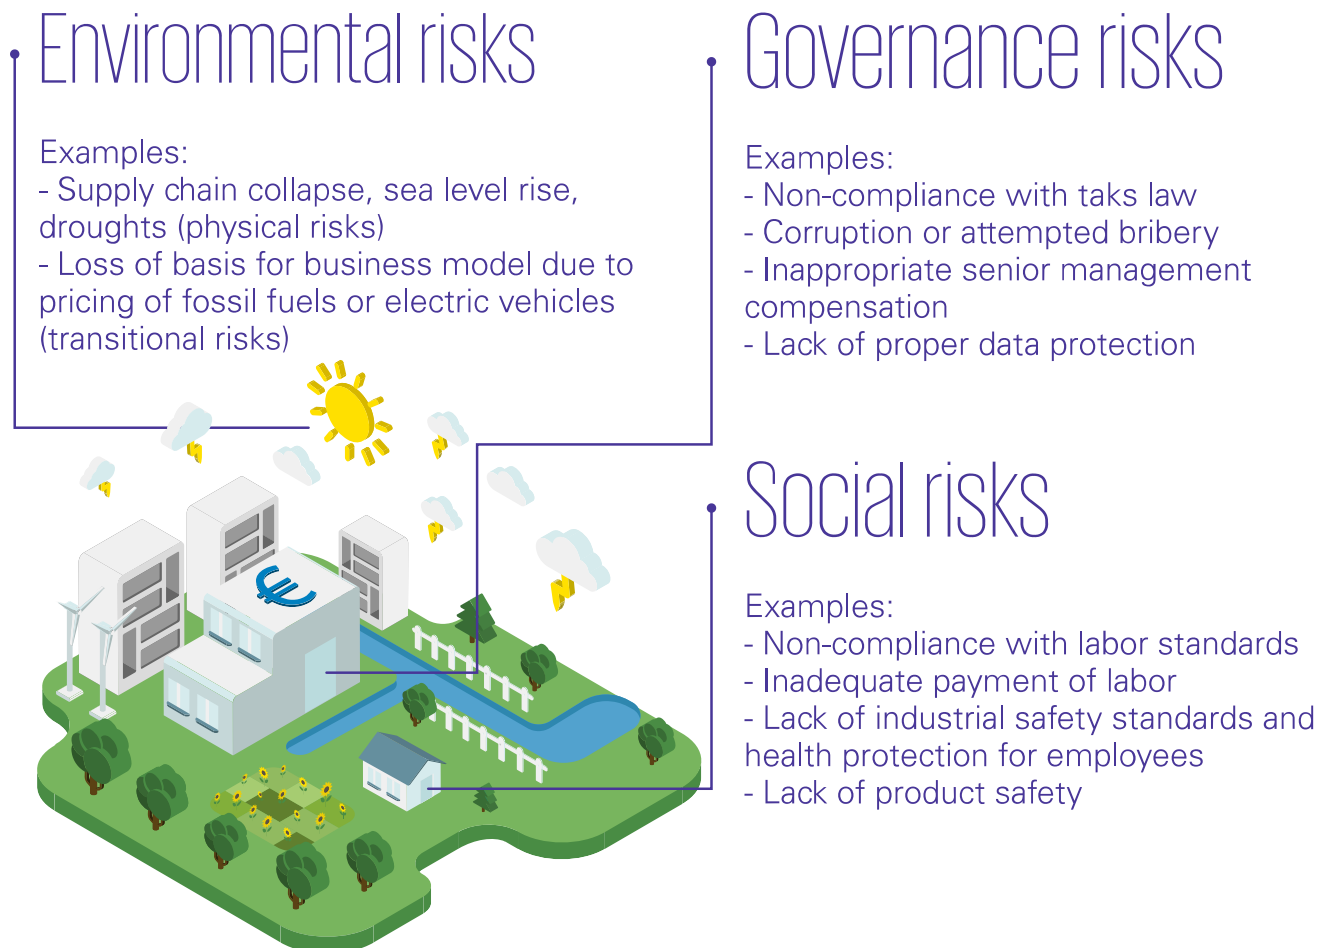 Environmental risks
Examples:
- Supply chain collapse, sea level rise,
droughts (physical risks)
- Loss of basis for business model due to
pricing of fossil fuels or electric vehicles
(transitional risks)
Governance risks
Examples:
- Non-compliance with taks law
- Corruption or attempted bribery
- Inappropriate senior management
compensation
- Lack of proper data protection
Social risks
Examples:
- Non-compliance with labor standards
- Inadequate payment of labor
- Lack of industrial safety standards and
health protection for employees
- Lack of product safety
€